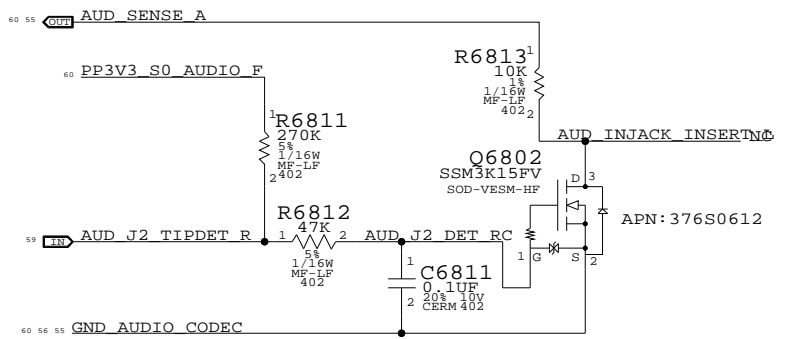 60 55 OUT AUD_SENSE_A
R6813
10K
1%
1/16W
MF-LF
402
1
2
60 PP3V3_S0_AUDIO_F
1
R6811
270K
5%
1/16W
MF-LF
402
2
AUD_INJACK_INSERT_L
NC
Q6802
SSM3K15FV
SOD-VESM-HF
D 3
APN:376S0612
1 G S 2
R6812
47K
59 IN AUD_J2_TIPDET_R
1 2
5%
1/16W
MF-LF
402
AUD_J2_DET_RC
1
C6811
0.1UF
20% 10V
CERM 402
2
60 56 55 GND_AUDIO_CODEC